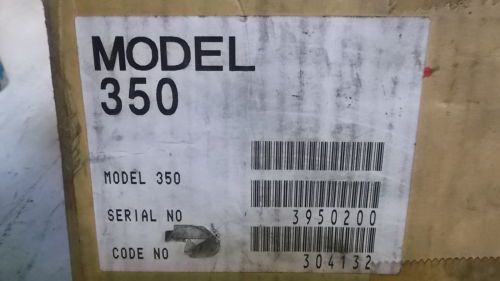 MODEL
350
MODEL 350
SERIAL NO 3950200
CODE NO 304132